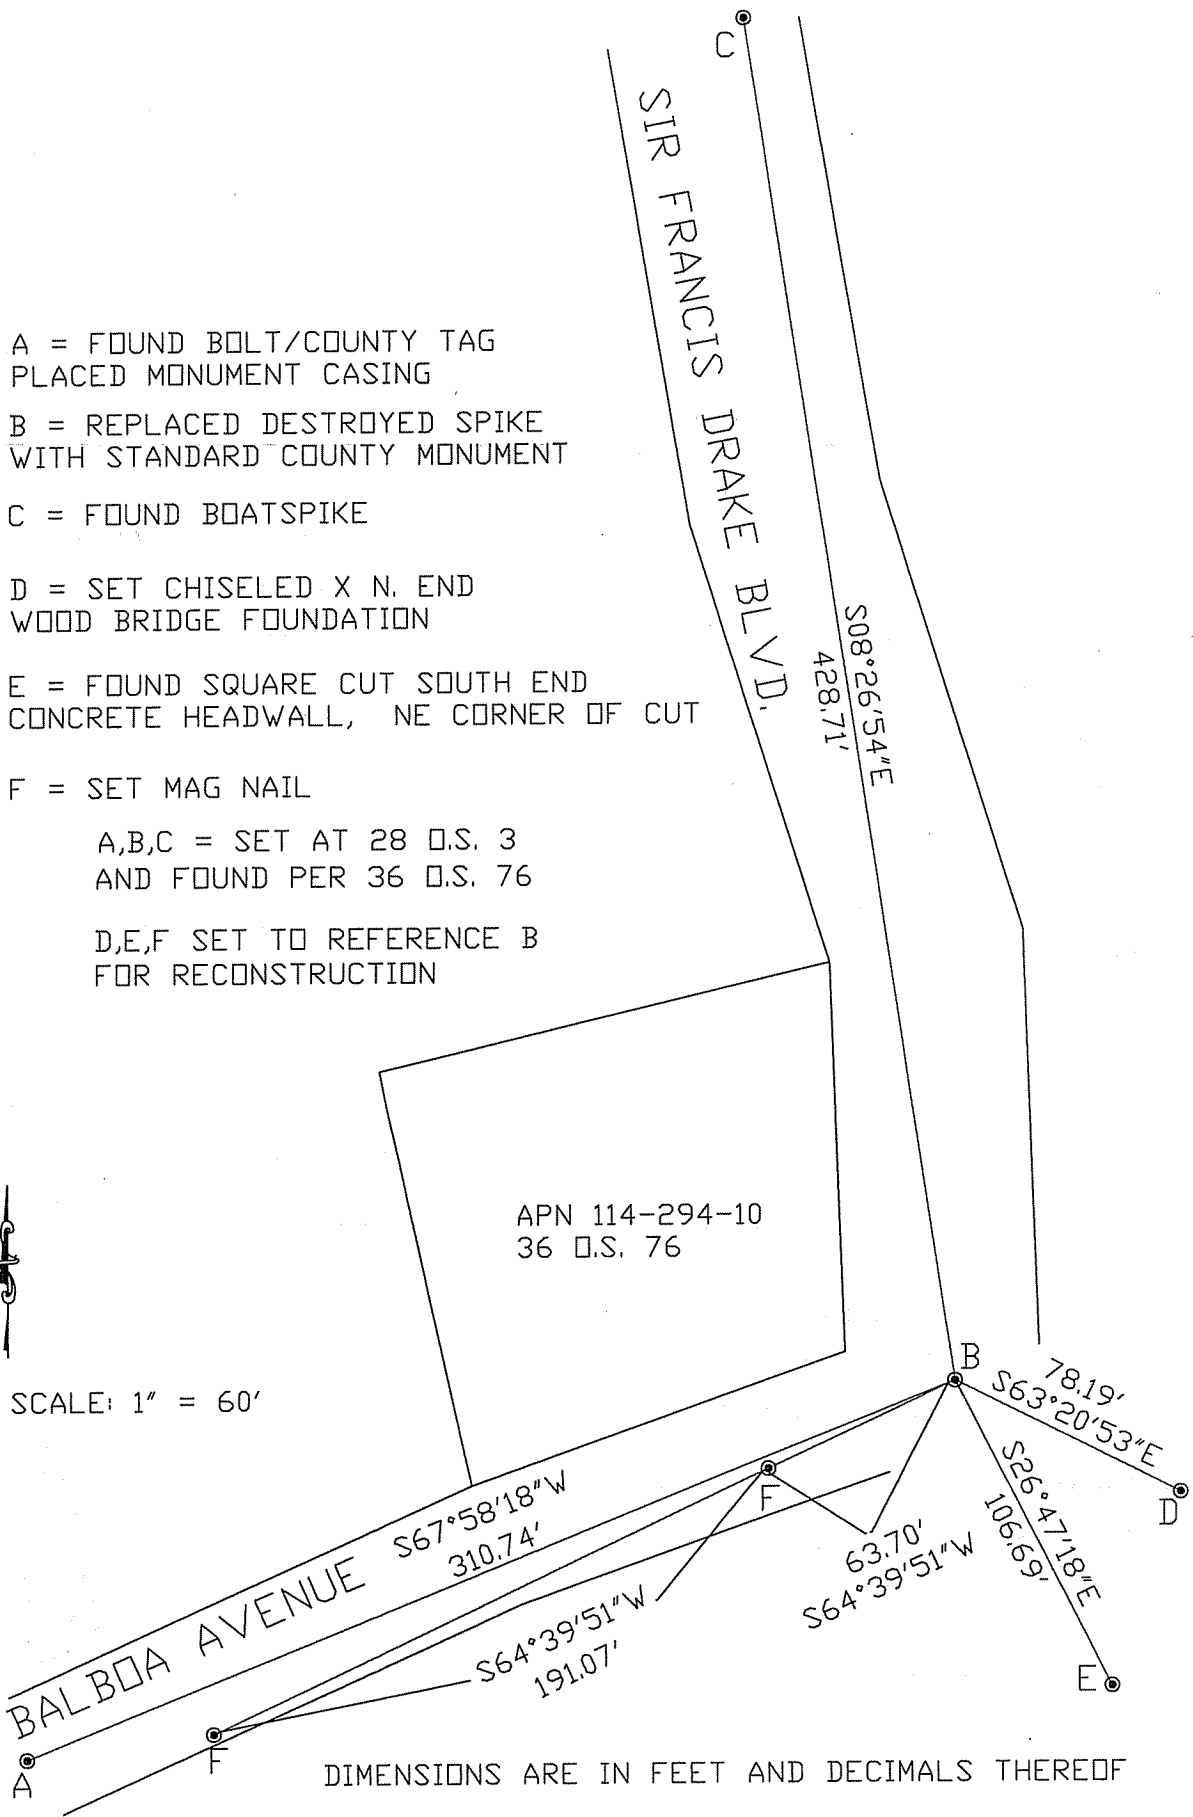 C
SIR FRANCIS DRAKE BLVD.
A = FOUND BOLT/COUNTY TAG
PLACED MONUMENT CASING
B = REPLACED DESTROYED SPIKE
WITH STANDARD COUNTY MONUMENT
C = FOUND BOATSPIKE
D = SET CHISELED X N. END
WOOD BRIDGE FOUNDATION
E = FOUND SQUARE CUT SOUTH END
CONCRETE HEADWALL, NE CORNER OF CUT
F = SET MAG NAIL
A,B,C = SET AT 28 O.S. 3
AND FOUND PER 36 O.S. 76
D,E,F SET TO REFERENCE B
FOR RECONSTRUCTION
S08°26'54"E
428.71'
APN 114-294-10
36 O.S. 76
SCALE: 1" = 60'
B
78.19'
S63°20'53"E
D
S26°47'18"E
106.69'
E
F
63.70'
S64°39'51"W
S67°58'18"W
310.74'
BALBOA AVENUE
S64°39'51"W
191.07'
A
F
DIMENSIONS ARE IN FEET AND DECIMALS THEREOF